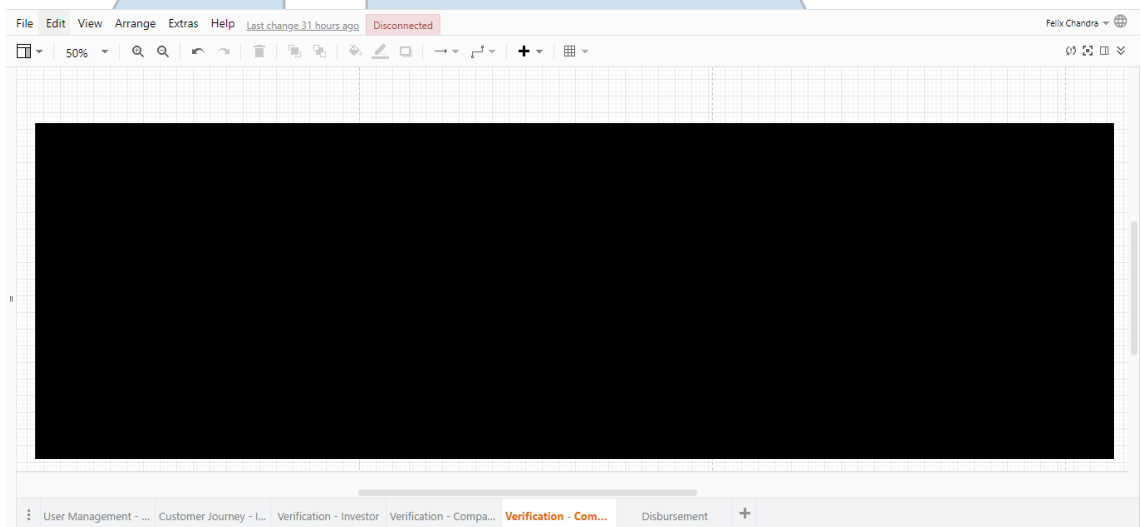 File Edit View Arrange Extras Help Last change 31 hours ago Disconnected Felix Chandra
50%
User Management - ... Customer Journey - I... Verification - Investor Verification - Compa... Verification - Com... Disbursement